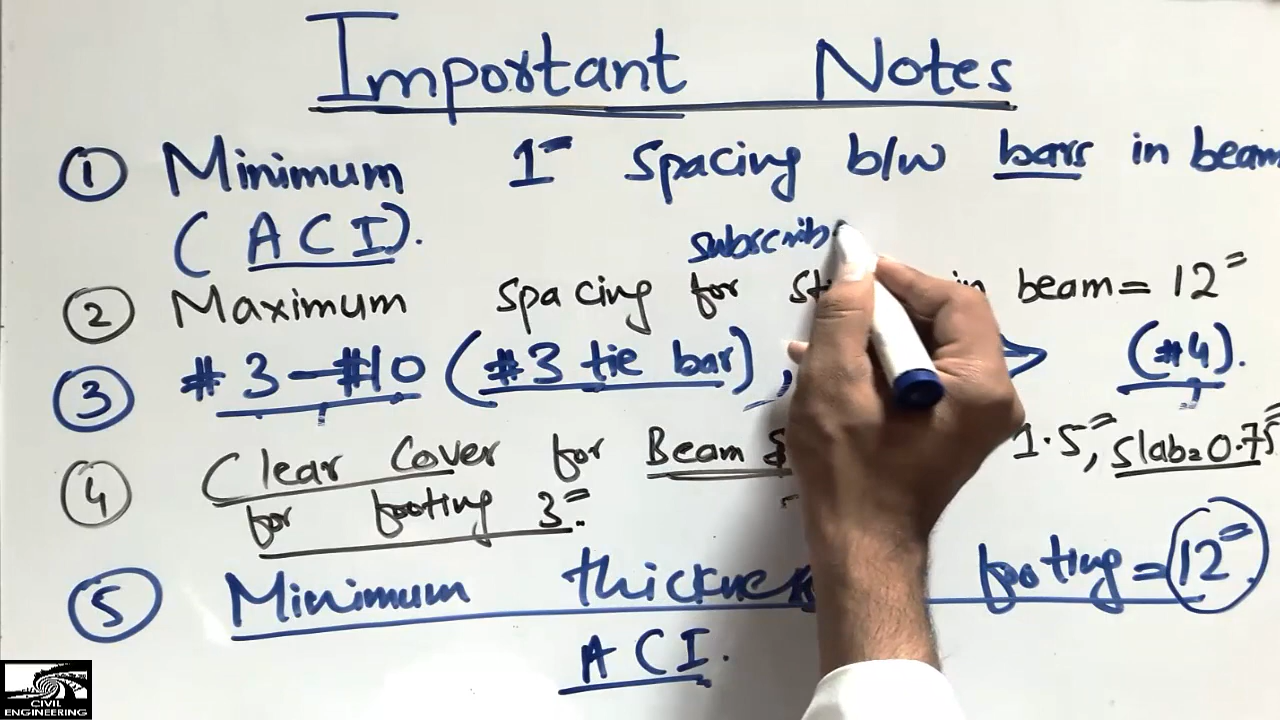 Important Notes
① Minimum 1" spacing b/w bars in beam
(ACI).
subscrib
② Maximum spacing for in beam = 12"
③ #3 – #10 (#3 tie bar), (#4).
④ Clear Cover for Beam & 1.5", slab=0.75"
for footing 3".
⑤ Minimum thickness footing = 12"
ACI.
CIVIL
ENGINEERING